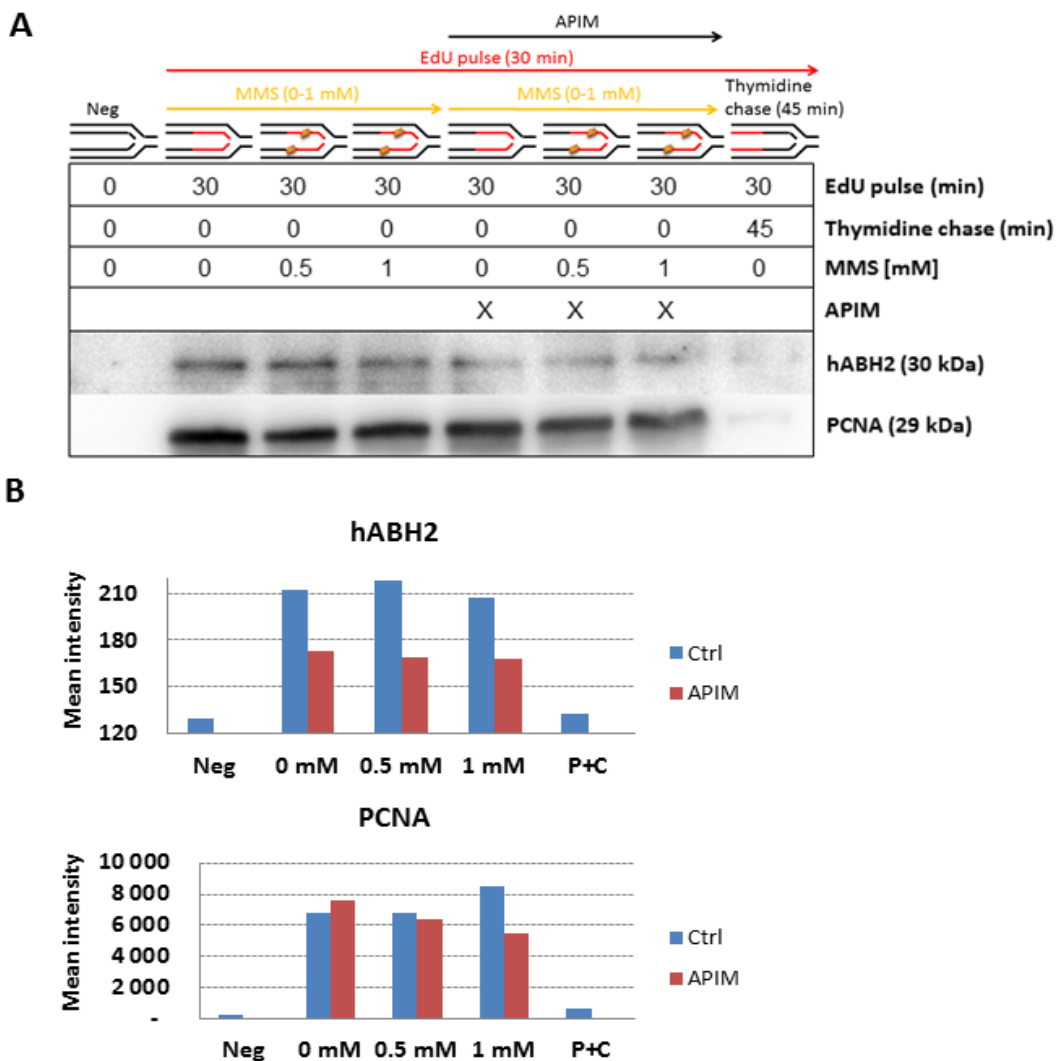 A
APIM
EdU pulse (30 min)
Neg
MMS (0-1 mM)
MMS (0-1 mM)
Thymidine
chase (45 min)
0 30 30 30 30 30 30 30 EdU pulse (min)
0 0 0 0 0 0 0 45 Thymidine chase (min)
0 0 0.5 1 0 0.5 1 0 MMS [mM]
X X X APIM
hABH2 (30 kDa)
PCNA (29 kDa)
B
hABH2
Mean intensity
210
180
150
120
Neg 0 mM 0.5 mM 1 mM P+C
Ctrl
APIM
PCNA
Mean intensity
10 000
8 000
6 000
4 000
2 000
-
Neg 0 mM 0.5 mM 1 mM P+C
Ctrl
APIM